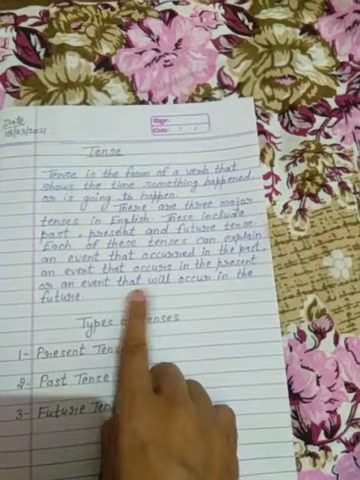 Date
Page:
Date: / /
Tense
Tense is the form of a verb that
shows the time something happened
or is going to happen.
There are three major
tenses in English. These include
past, present and future tense.
Each of these tenses can explain
an event that occurred in the past
an event that occurs in the present
or an event that will occur in the
future.
Types
1- Present
2- Past Tense
3- Future